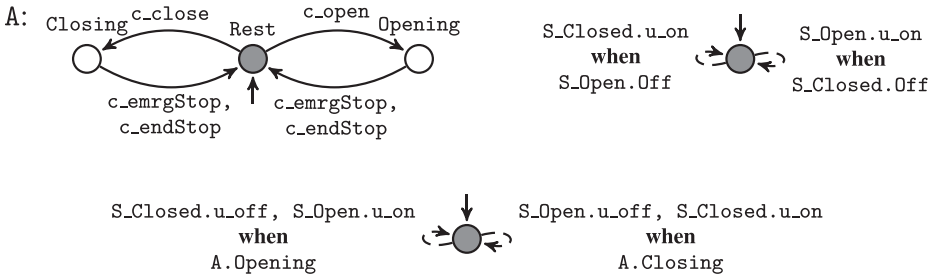 A:
Closing
c_close
Rest
c_open
Opening
c_emrgStop,
c_endStop
c_emrgStop,
c_endStop
S_Closed.u_on
when
S_Open.Off
S_Open.u_on
when
S_Closed.Off
S_Closed.u_off, S_Open.u_on
when
A.Opening
S_Open.u_off, S_Closed.u_on
when
A.Closing